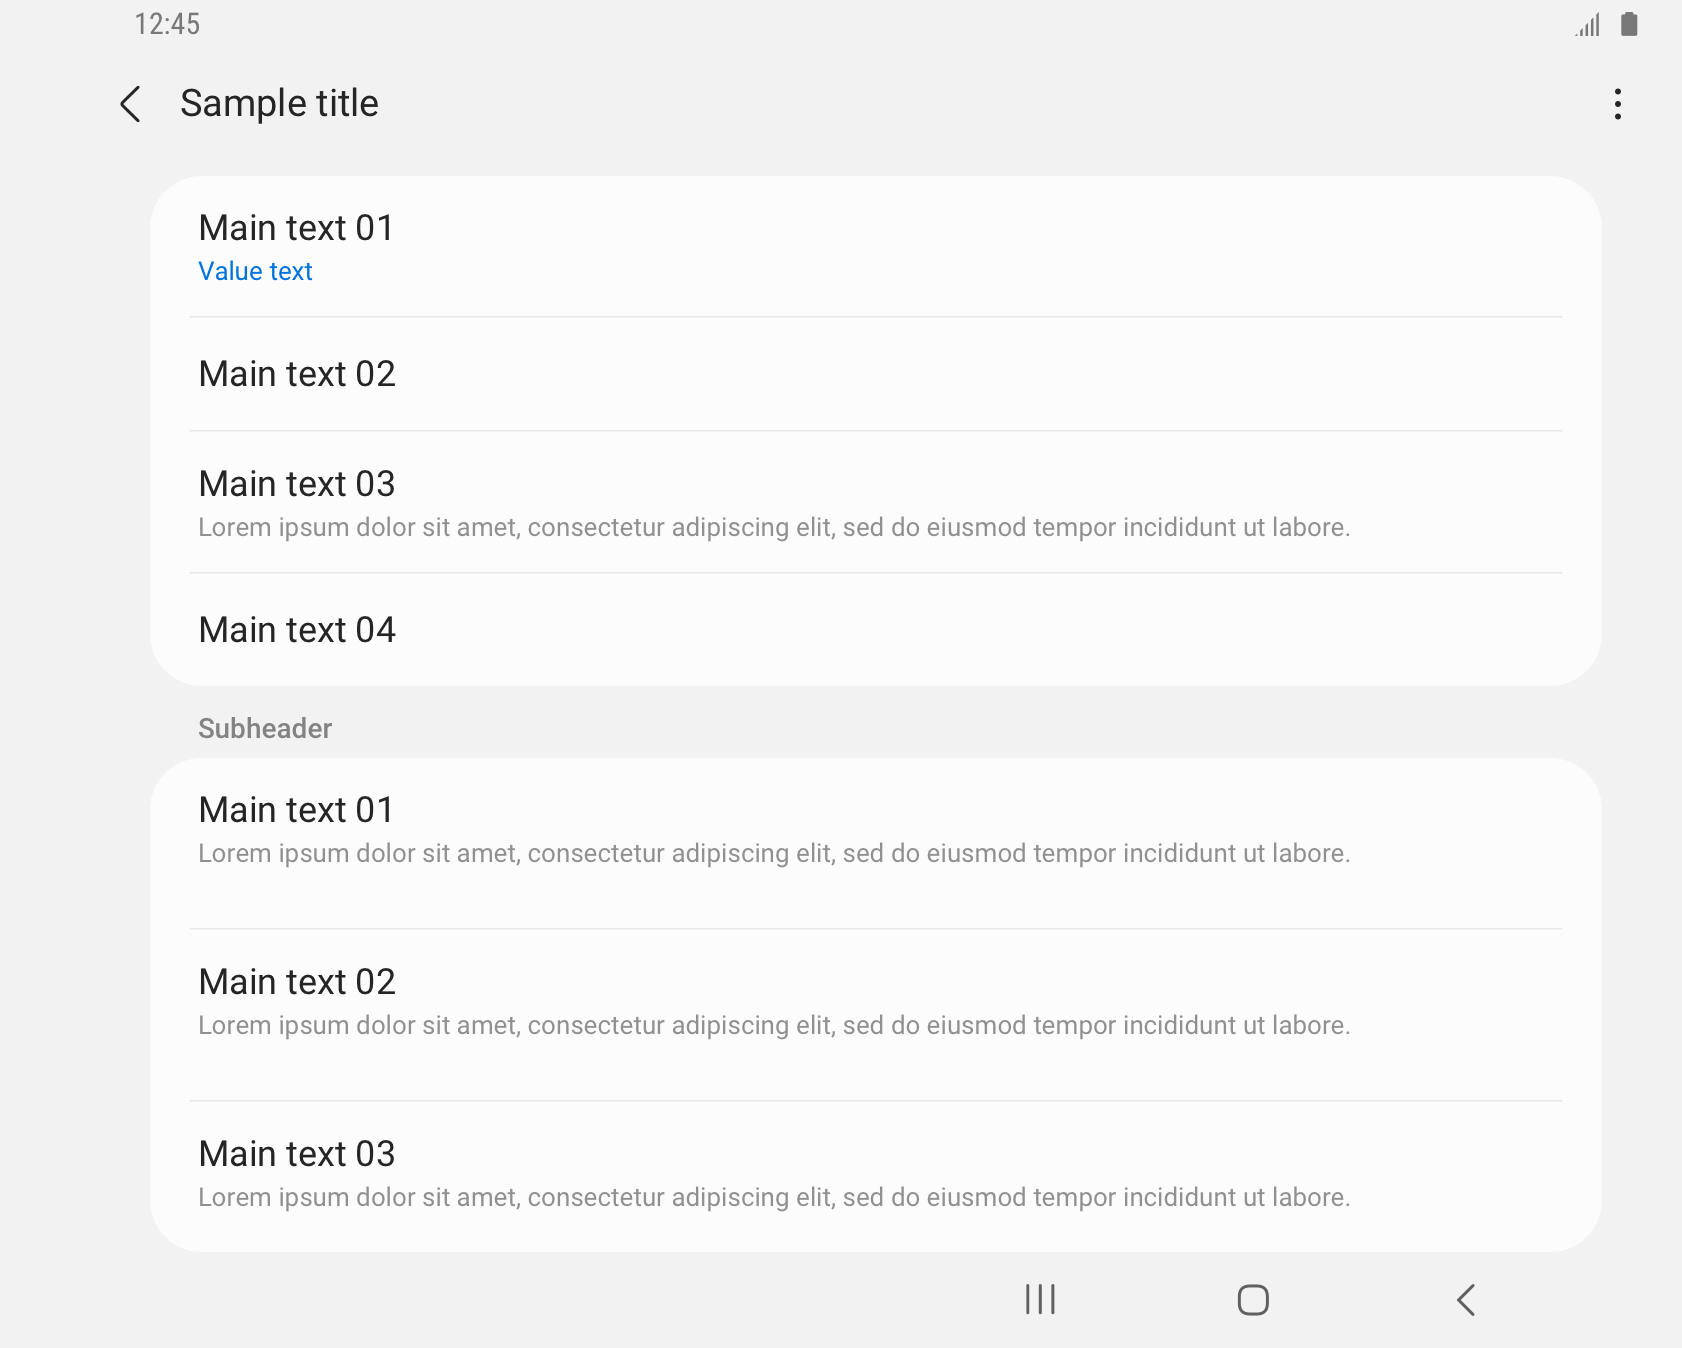 12:45
Sample title
Main text 01
Value text
Main text 02
Main text 03
Lorem ipsum dolor sit amet, consectetur adipiscing elit, sed do eiusmod tempor incididunt ut labore.
Main text 04
Subheader
Main text 01
Lorem ipsum dolor sit amet, consectetur adipiscing elit, sed do eiusmod tempor incididunt ut labore.
Main text 02
Lorem ipsum dolor sit amet, consectetur adipiscing elit, sed do eiusmod tempor incididunt ut labore.
Main text 03
Lorem ipsum dolor sit amet, consectetur adipiscing elit, sed do eiusmod tempor incididunt ut labore.